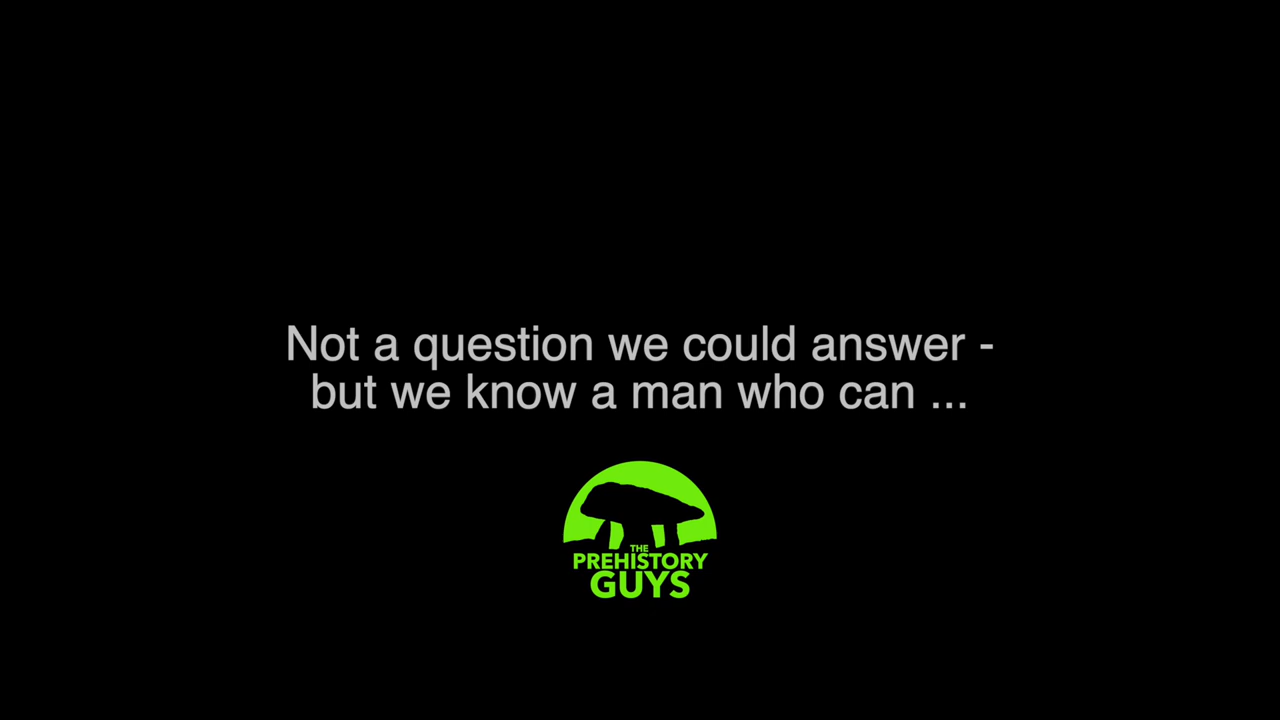 Not a question we could answer -
but we know a man who can ...
THE
PREHISTORY
GUYS